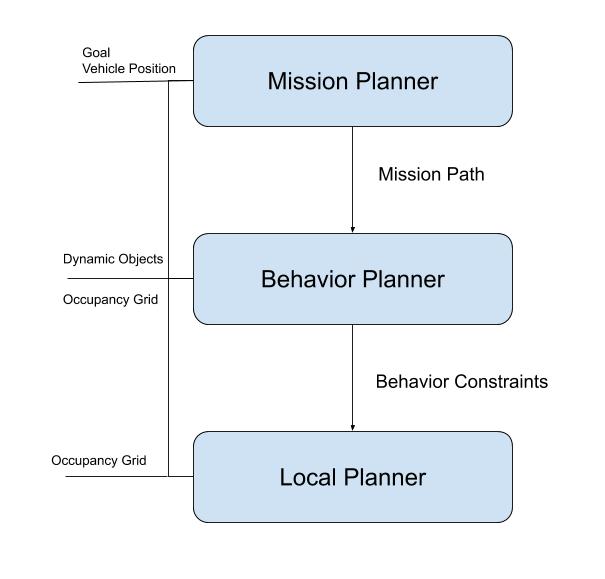 Goal
Vehicle Position
Mission Planner
Mission Path
Dynamic Objects
Occupancy Grid
Behavior Planner
Behavior Constraints
Occupancy Grid
Local Planner